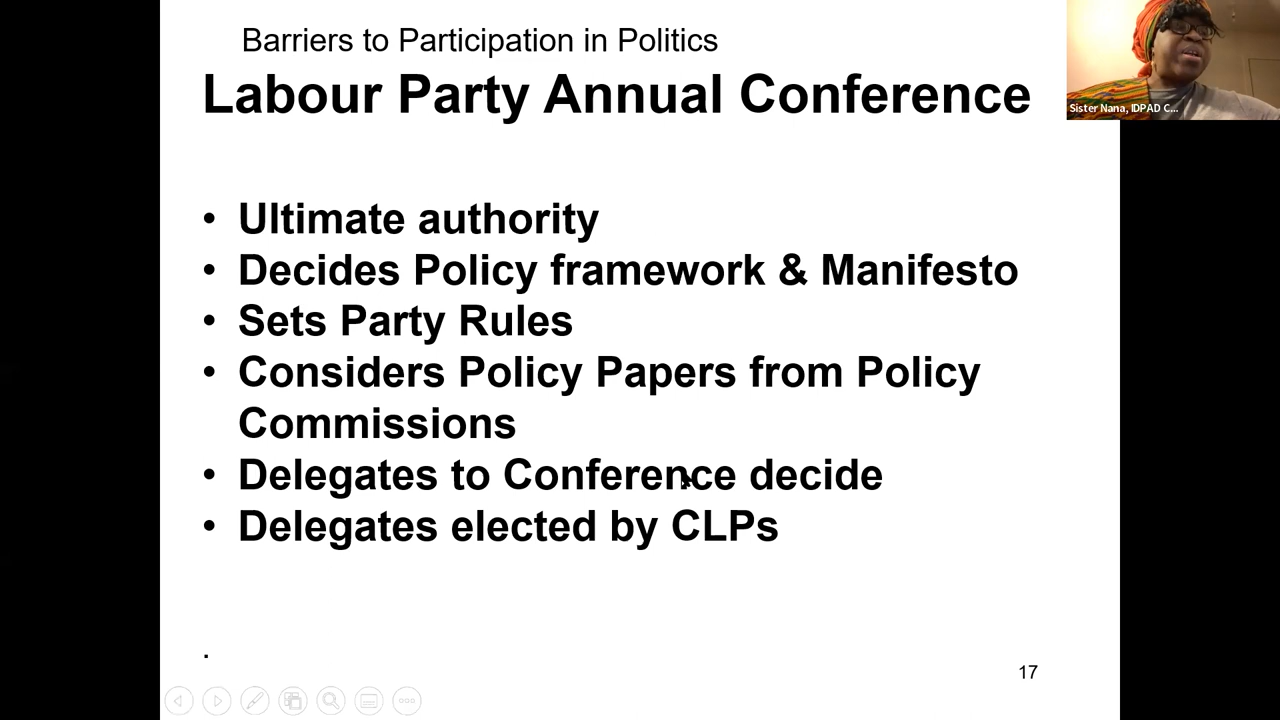 Barriers to Participation in Politics
Labour Party Annual Conference
Sister Nana, IDPAD C...
• Ultimate authority
• Decides Policy framework & Manifesto
• Sets Party Rules
• Considers Policy Papers from Policy
Commissions
• Delegates to Conference decide
• Delegates elected by CLPs
.
17